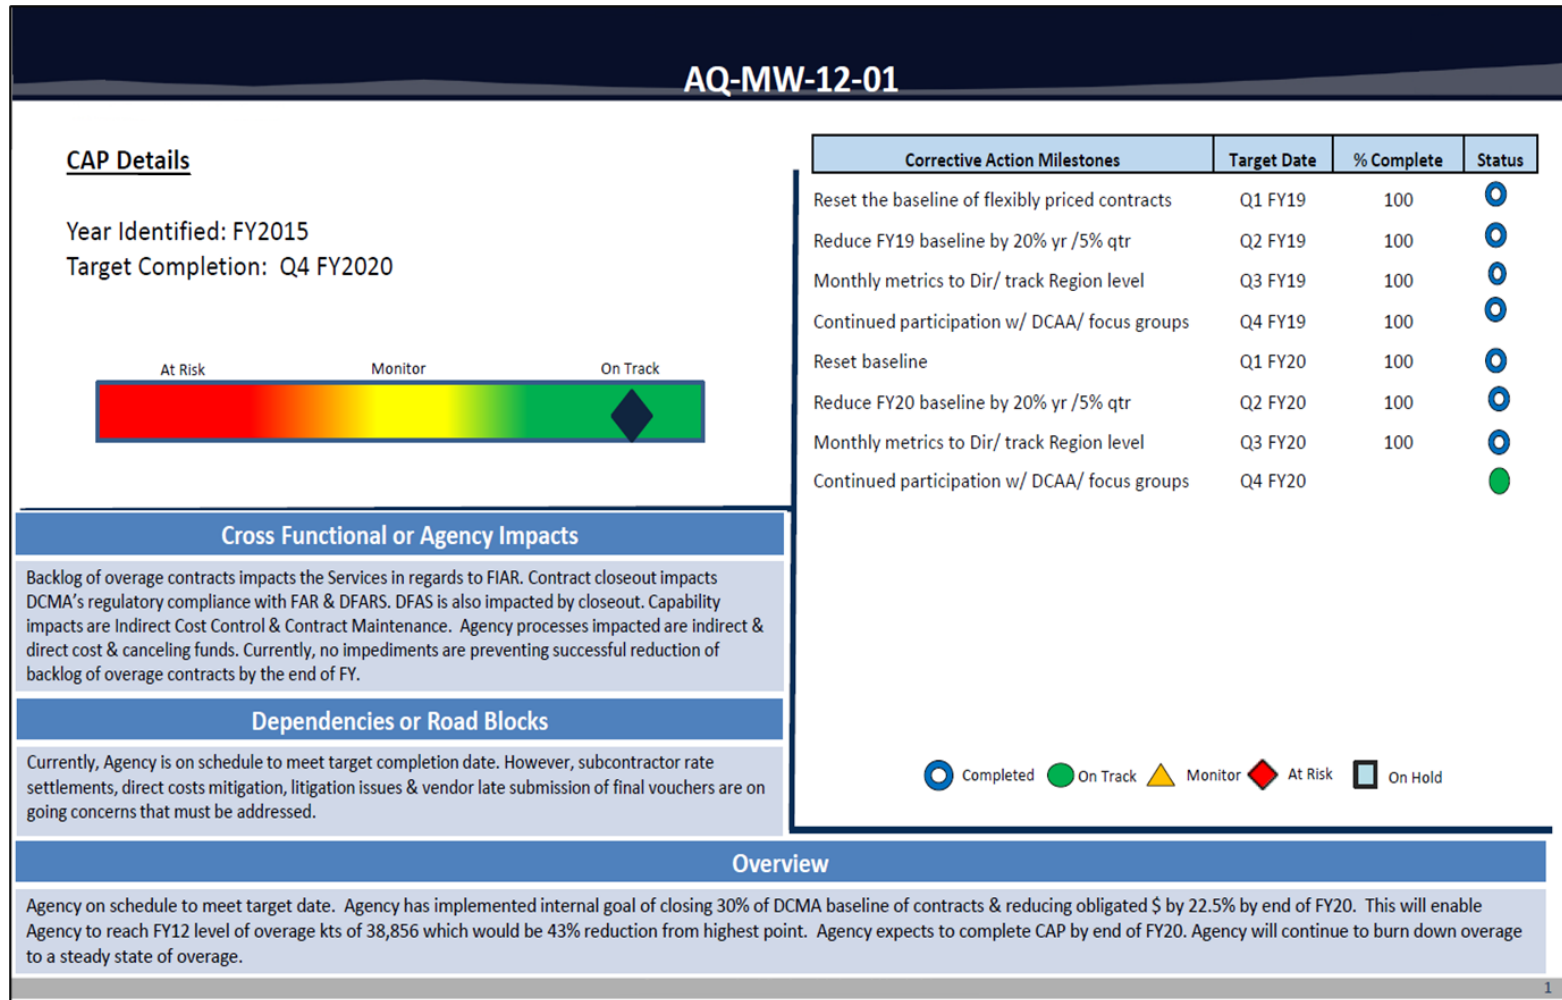 AQ-MW-12-01
CAP Details
Year Identified: FY2015
Target Completion: Q4 FY2020
At Risk Monitor On Track
Corrective Action Milestones Target Date % Complete Status
Reset the baseline of flexibly priced contracts Q1 FY19 100
Reduce FY19 baseline by 20% yr /5% qtr Q2 FY19 100
Monthly metrics to Dir/ track Region level Q3 FY19 100
Continued participation w/ DCAA/ focus groups Q4 FY19 100
Reset baseline Q1 FY20 100
Reduce FY20 baseline by 20% yr /5% qtr Q2 FY20 100
Monthly metrics to Dir/ track Region level Q3 FY20 100
Continued participation w/ DCAA/ focus groups Q4 FY20
Completed On Track Monitor At Risk On Hold
Cross Functional or Agency Impacts
Backlog of overage contracts impacts the Services in regards to FIAR. Contract closeout impacts
DCMA's regulatory compliance with FAR & DFARS. DFAS is also impacted by closeout. Capability
impacts are Indirect Cost Control & Contract Maintenance. Agency processes impacted are indirect &
direct cost & canceling funds. Currently, no impediments are preventing successful reduction of
backlog of overage contracts by the end of FY.
Dependencies or Road Blocks
Currently, Agency is on schedule to meet target completion date. However, subcontractor rate
settlements, direct costs mitigation, litigation issues & vendor late submission of final vouchers are on
going concerns that must be addressed.
Overview
Agency on schedule to meet target date. Agency has implemented internal goal of closing 30% of DCMA baseline of contracts & reducing obligated $ by 22.5% by end of FY20. This will enable
Agency to reach FY12 level of overage kts of 38,856 which would be 43% reduction from highest point. Agency expects to complete CAP by end of FY20. Agency will continue to burn down overage
to a steady state of overage.
1